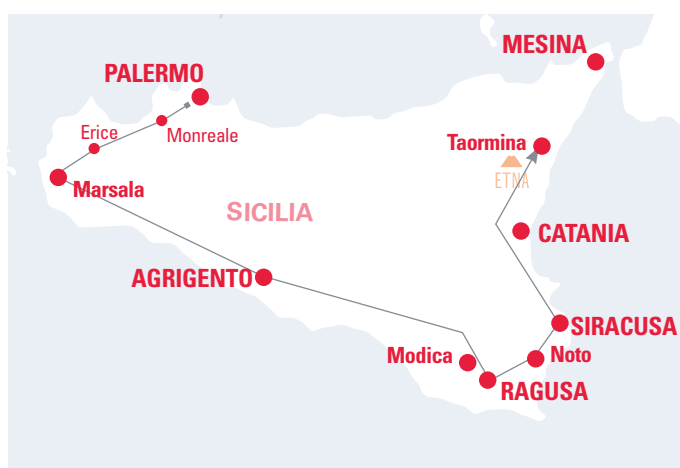 MESINA
PALERMO
Erice
Monreale
Taormina
ETNA
Marsala
SICILIA
CATANIA
AGRIGENTO
SIRACUSA
Modica
Noto
RAGUSA